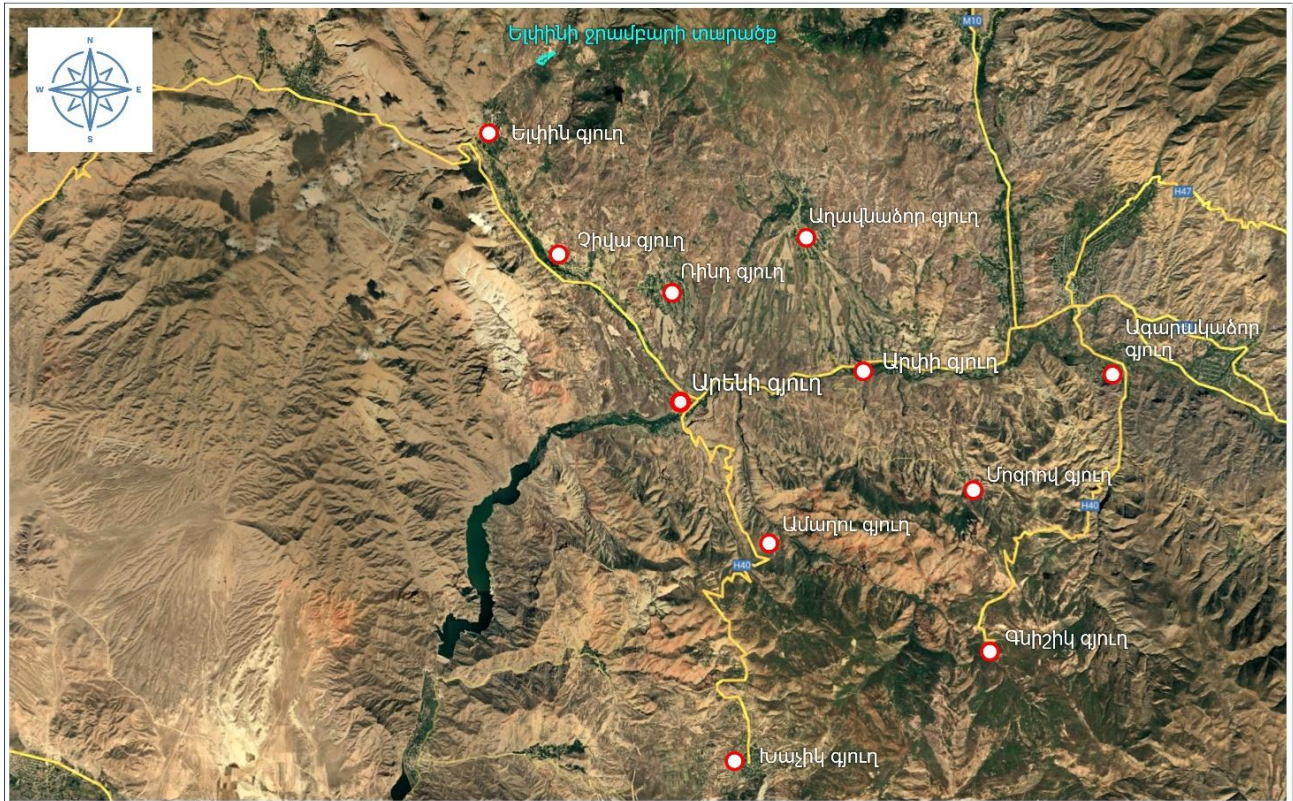 Ելփինի ջրամբարի տարածք
M10
N
W
E
S
Ելփին գյուղ
H47
Աղավնաձոր գյուղ
Չիվա գյուղ
Ռինդ գյուղ
Ագարակաձոր
գյուղ
Արփի գյուղ
Արենի գյուղ
Մոզրով գյուղ
H40
Ամաղու գյուղ
H40
Գնիշիկ գյուղ
Խաչիկ գյուղ